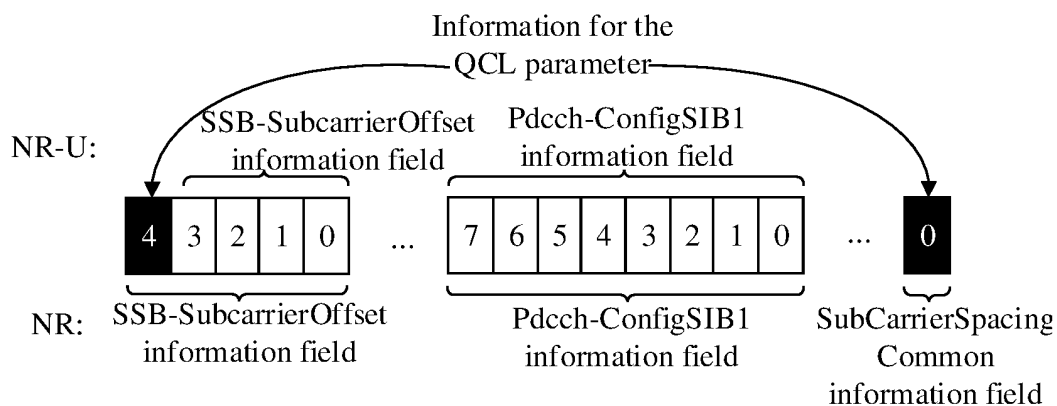 Information for the
QCL parameter
SSB-SubcarrierOffset
information field
Pdcch-ConfigSIB1
information field
NR-U:
4 3 2 1 0 ... 7 6 5 4 3 2 1 0 ... 0
NR:
SSB-SubcarrierOffset
information field
Pdcch-ConfigSIB1
information field
SubCarrierSpacing
Common
information field